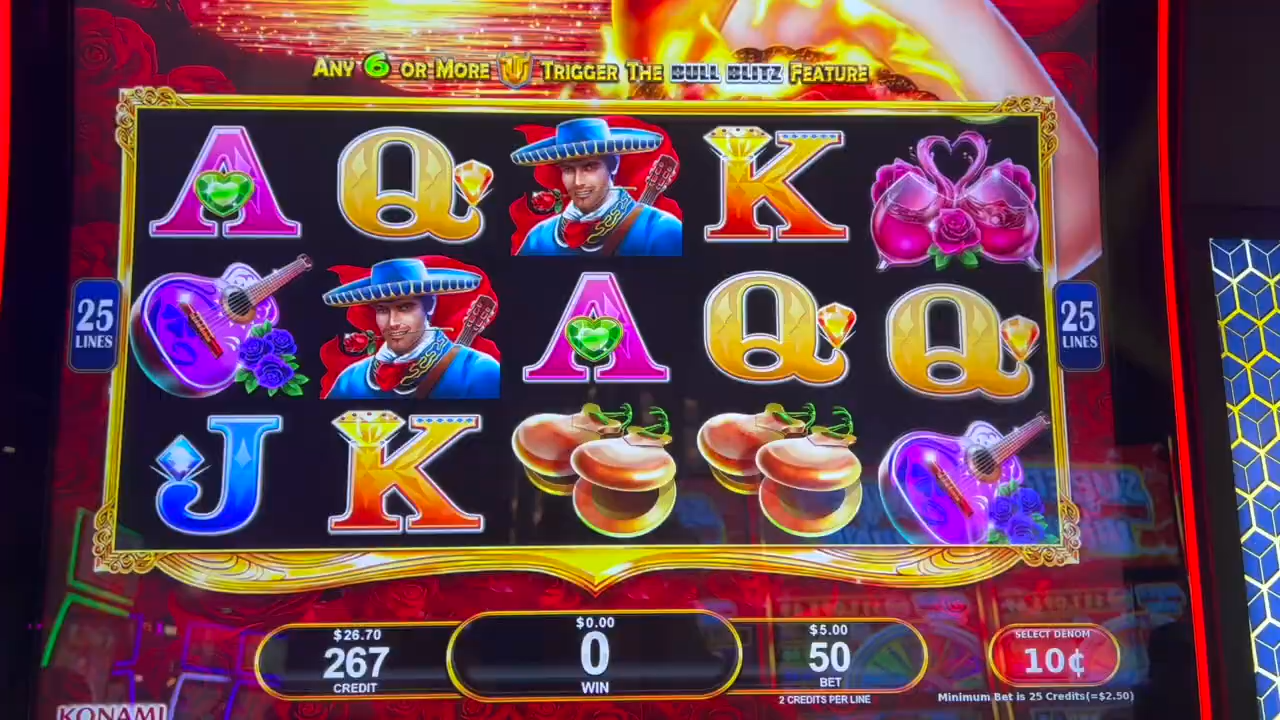 ANY 6 OR MORE TRIGGER THE BULL BLITZ FEATURE
A Q K
25 LINES
A Q Q
25 LINES
J K
$26.70
267
CREDIT
$0.00
0
WIN
$5.00
50
BET
2 CREDITS PER LINE
SELECT DENOM
10¢
Minimum Bet is 25 Credits(=$2.50)
KONAMI